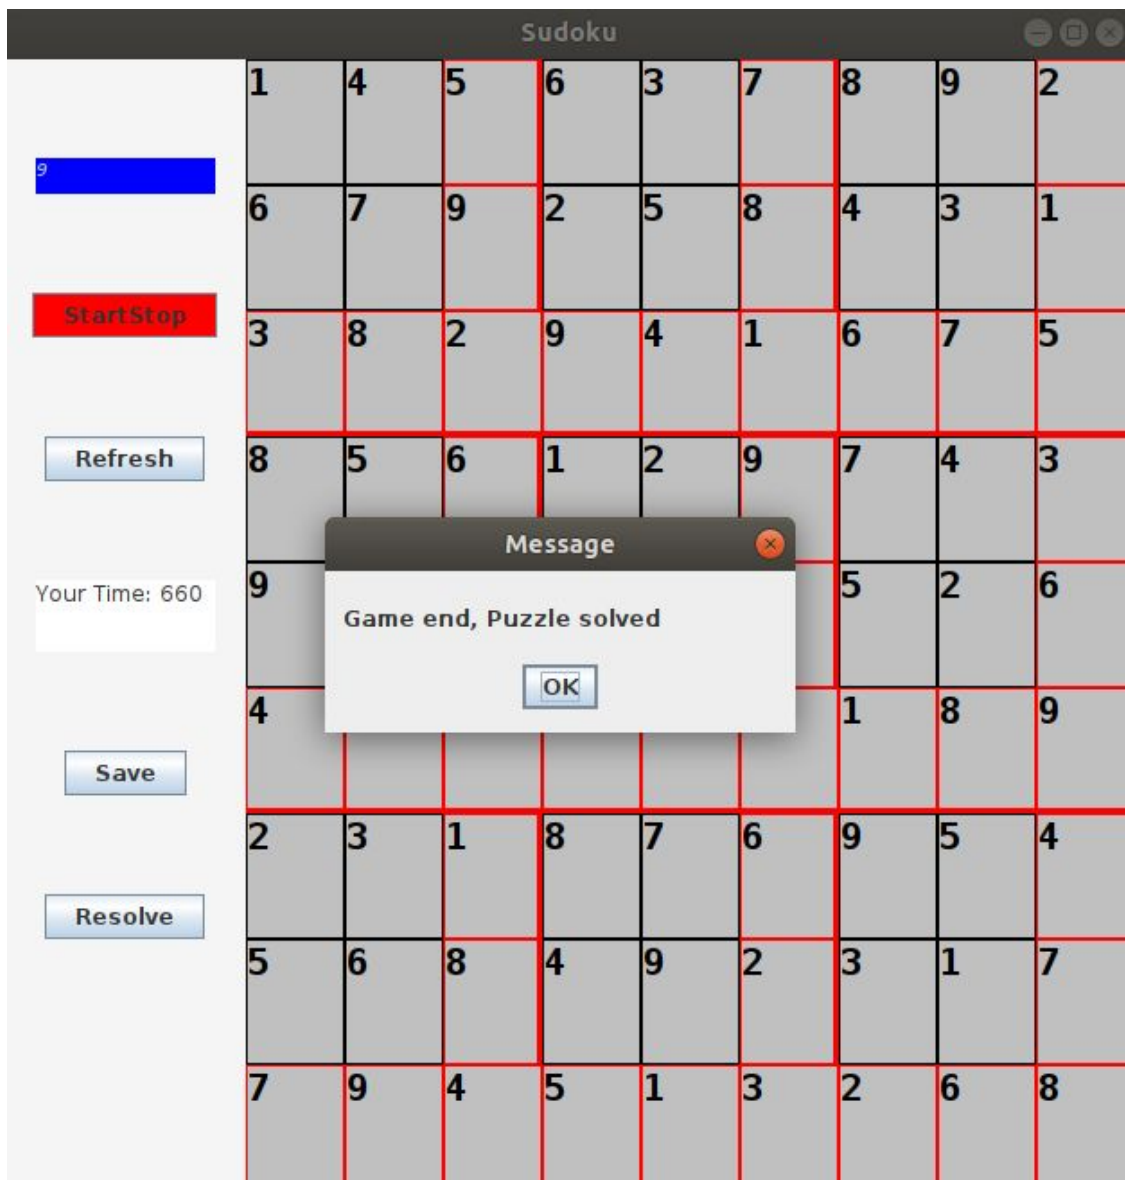 Sudoku
1 4 5 6 3 7 8 9 2
9
6 7 9 2 5 8 4 3 1
StartStop
3 8 2 9 4 1 6 7 5
Refresh
8 5 6 1 2 9 7 4 3
Message
Your Time: 660
9 5 2 6
Game end, Puzzle solved
OK
4 1 8 9
Save
2 3 1 8 7 6 9 5 4
Resolve
5 6 8 4 9 2 3 1 7
7 9 4 5 1 3 2 6 8